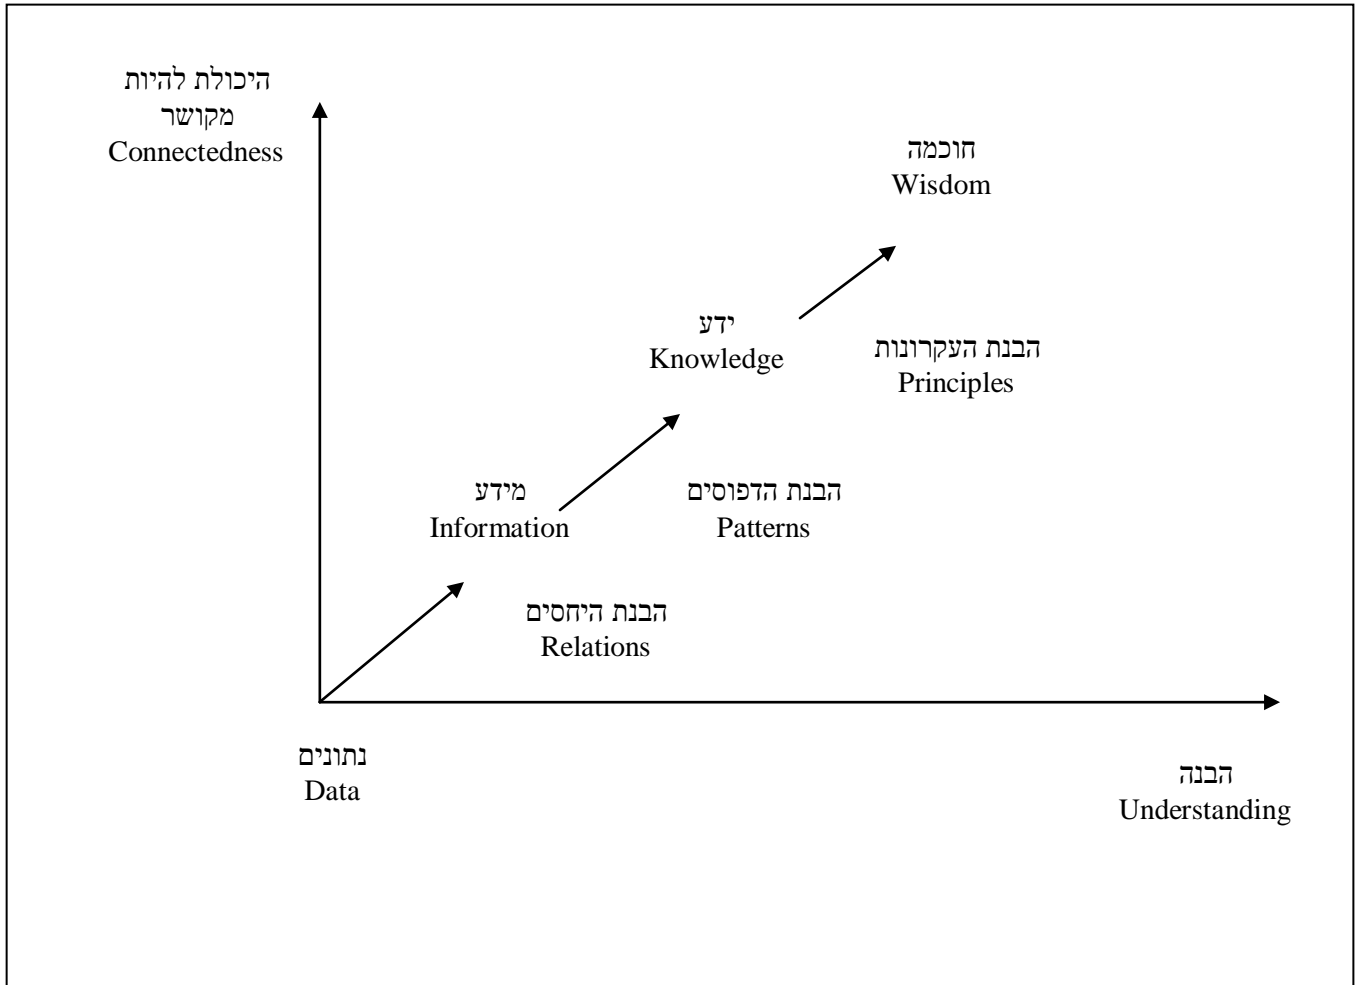 היכולת להיות
מקושר
Connectedness
חוכמה
Wisdom
ידע
Knowledge
הבנת העקרונות
Principles
מידע
Information
הבנת הדפוסים
Patterns
הבנת היחסים
Relations
נתונים
Data
הבנה
Understanding